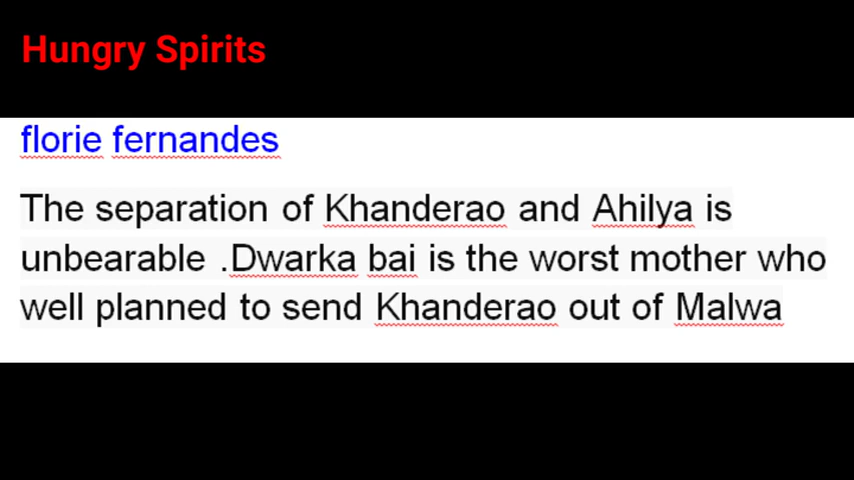 Hungry Spirits
florie fernandes
The separation of Khanderao and Ahilya is
unbearable .Dwarka bai is the worst mother who
well planned to send Khanderao out of Malwa